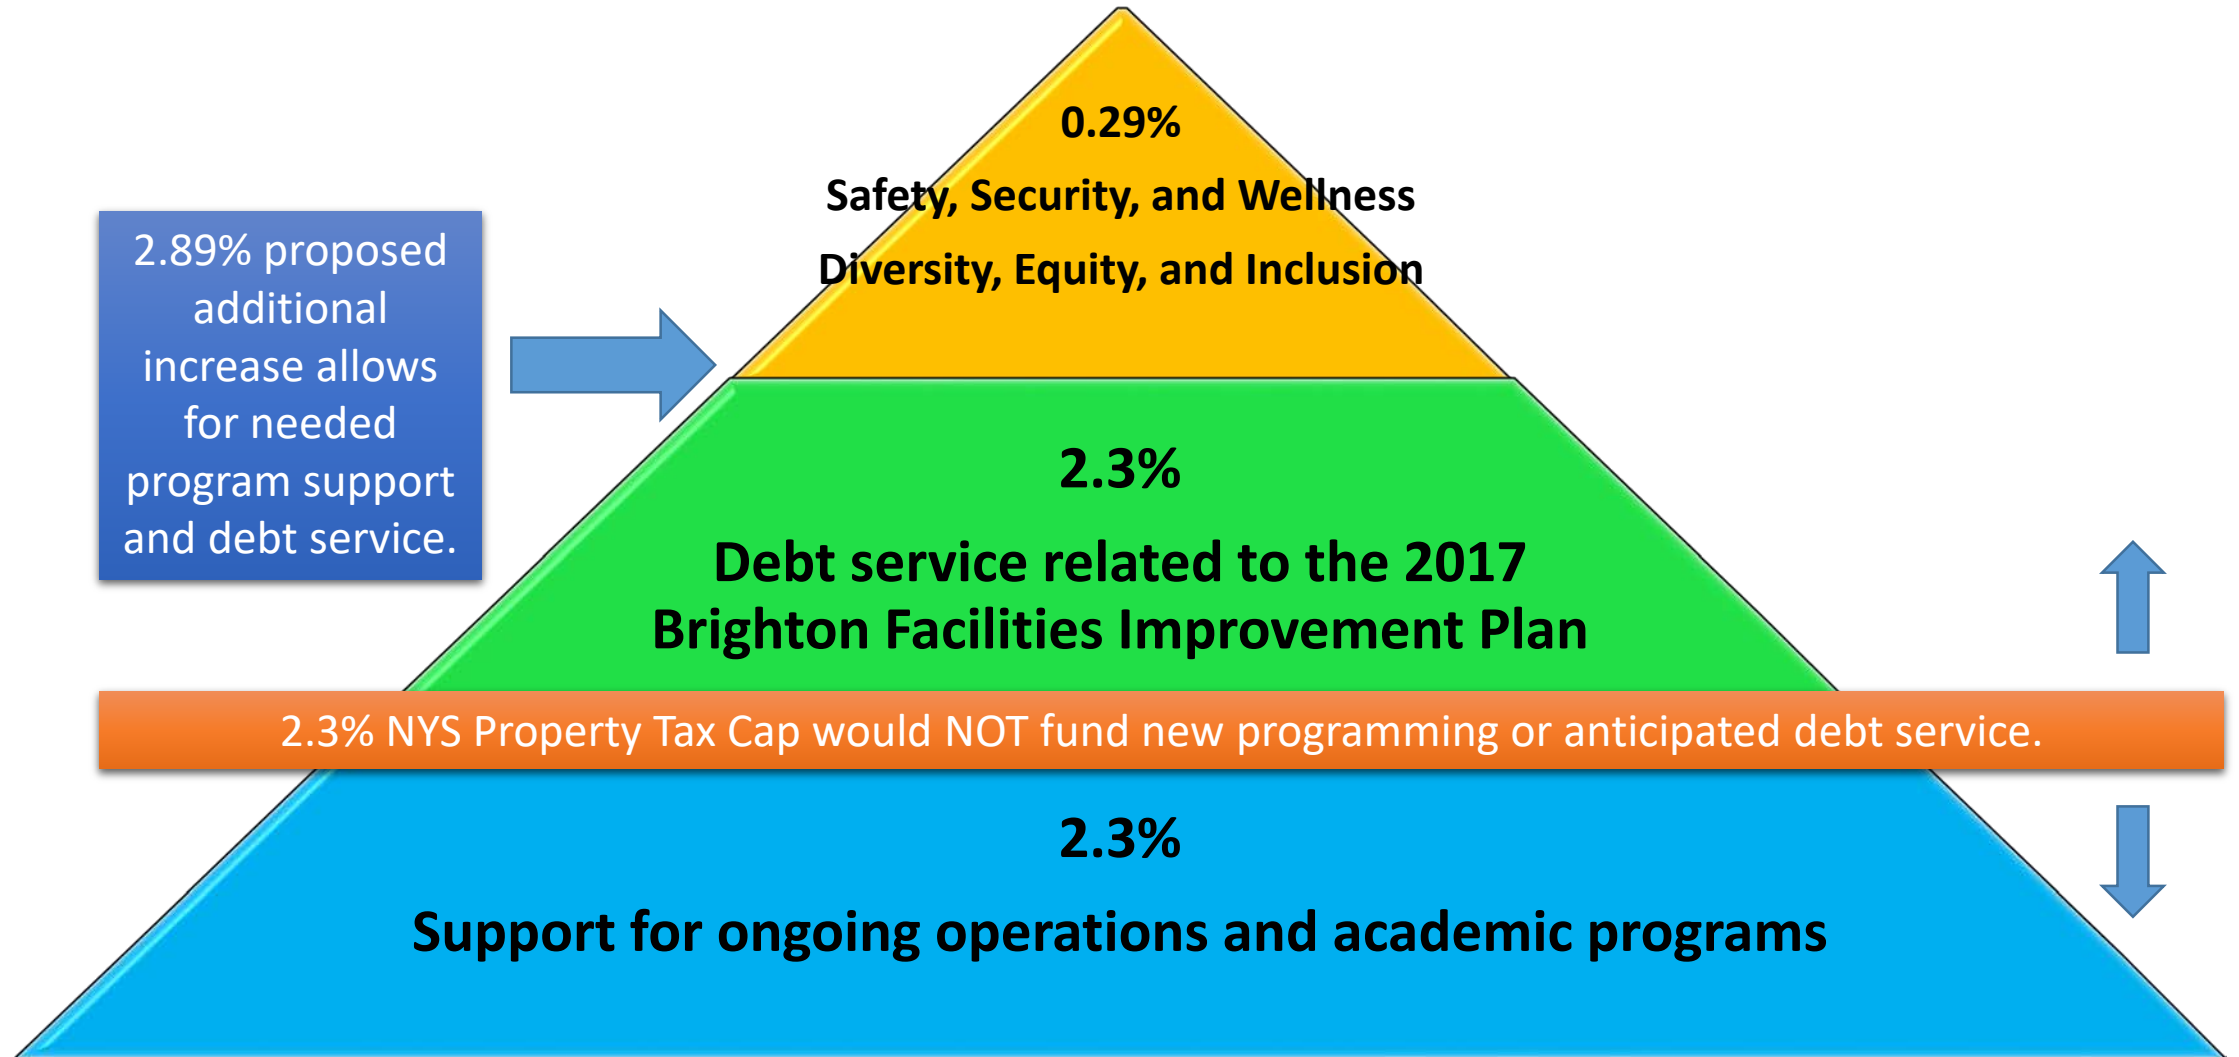 0.29%
Safety, Security, and Wellness
Diversity, Equity, and Inclusion
2.89% proposed
additional
increase allows
for needed
program support
and debt service.
2.3%
Debt service related to the 2017
Brighton Facilities Improvement Plan
2.3% NYS Property Tax Cap would NOT fund new programming or anticipated debt service.
2.3%
Support for ongoing operations and academic programs